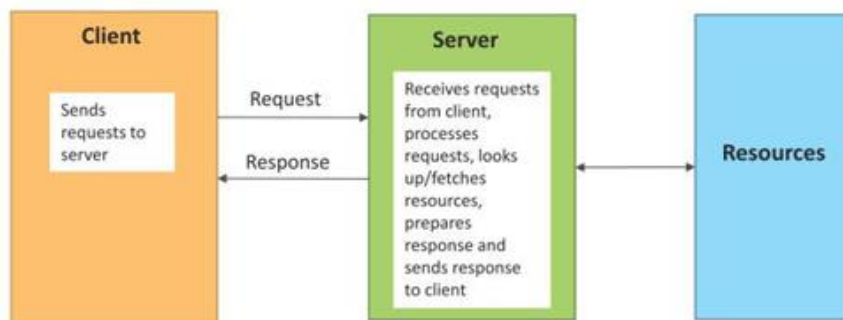 Client
Sends
requests to
server
Request
Response
Server
Receives requests
from client,
processes
requests, looks
up/fetches
resources,
prepares
response and
sends response
to client
Resources